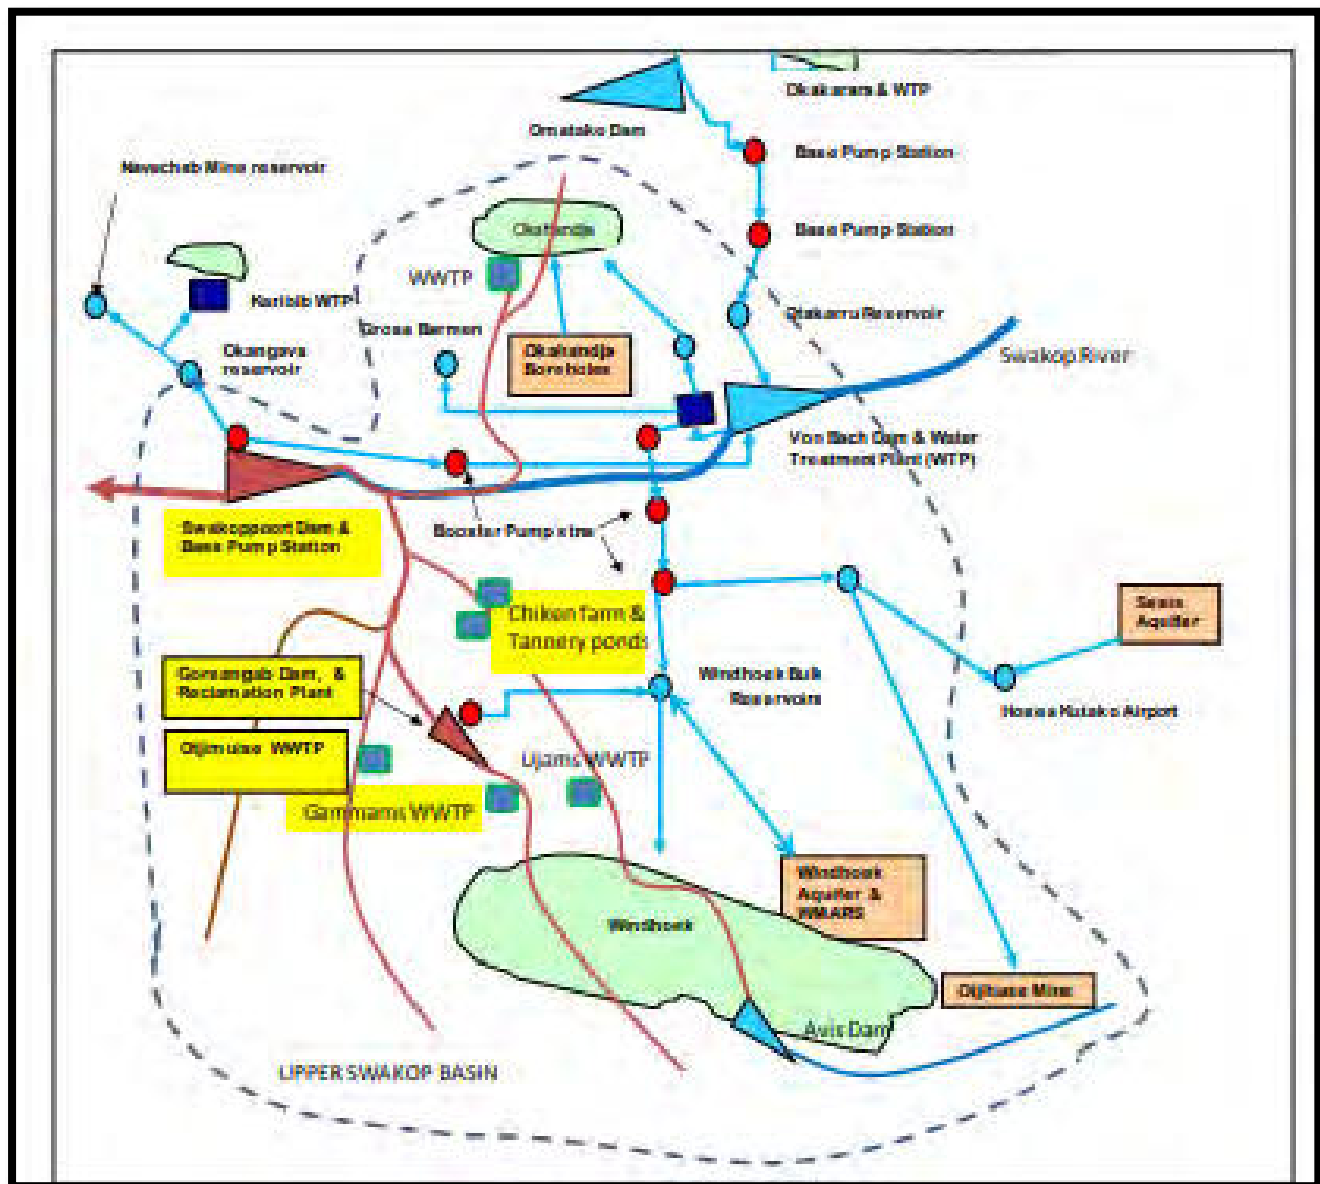 Okakarara & WTP
Omatako Dam
Base Pump Station
Navachab Mine reservoir
Base Pump Station
Okahandja
WWTP
Karibib WTP
Otakarru Reservoir
Gross Barmen
Okangava
reservoir
Okahandja
Boreholes
Swakop River
Von Bach Dam & Water
Treatment Plant (WTP)
Swakoppoort Dam &
Base Pump Station
Booster Pump stns
Chiken farm &
Tannery ponds
Seeis
Aquifer
Goreangab Dam, &
Reclamation Plant
Windhoek Bulk
Reservoirs
Hosea Kutako Airport
Otjimuise WWTP
Ujams WWTP
Gammams WWTP
Windhoek
Aquifer &
WMARS
Windhoek
Otjihase Mine
Avis Dam
UPPER SWAKOP BASIN